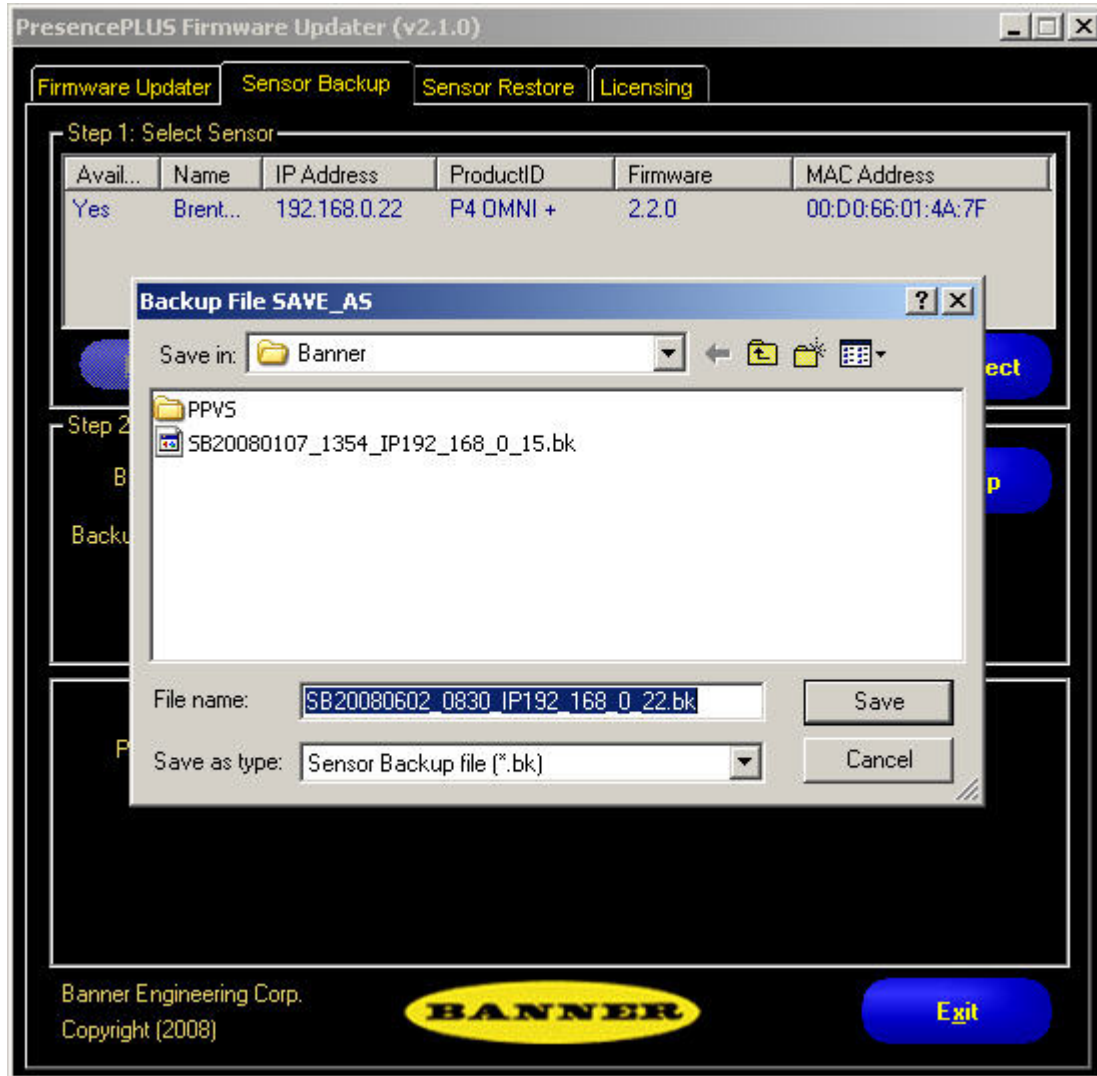 PresencePLUS Firmware Updater (v2.1.0)
Firmware Updater Sensor Backup Sensor Restore Licensing
Step 1: Select Sensor
Avail... Name IP Address ProductID Firmware MAC Address
Yes Brent... 192.168.0.22 P4 OMNI + 2.2.0 00:D0:66:01:4A:7F
Backup File SAVE_AS
Save in: Banner
ect
PPVS
Step 2
SB20080107_1354_IP192_168_0_15.bk
B
p
Backu
File name: SB20080602_0830_IP192_168_0_22.bk Save
P
Save as type: Sensor Backup file (*.bk) Cancel
Banner Engineering Corp.
BANNER
Exit
Copyright (2008)